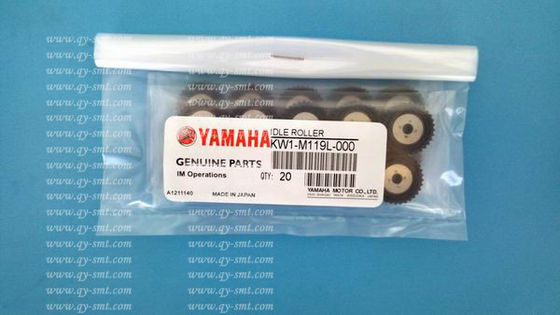 www.qy-smt.com
YAMAHA
IDLE ROLLER
KW1-M119L-000
GENUINE PARTS
IM Operations
QTY: 20
A1211140
MADE IN JAPAN
YAMAHA MOTOR CO.,LTD.